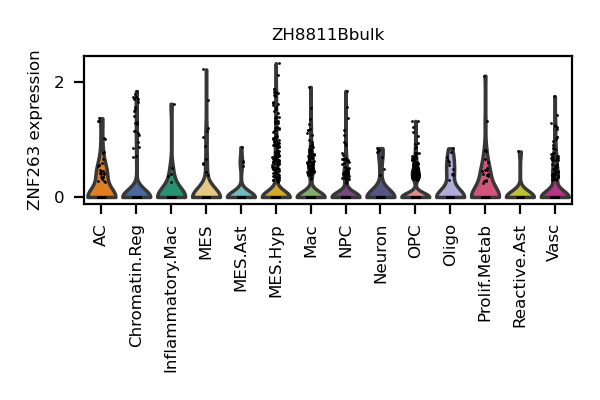 ZH8811Bbulk
ZNF263 expression
2
0
AC
Chromatin.Reg
Inflammatory.Mac
MES
MES.Ast
MES.Hyp
Mac
NPC
Neuron
OPC
Oligo
Prolif.Metab
Reactive.Ast
Vasc